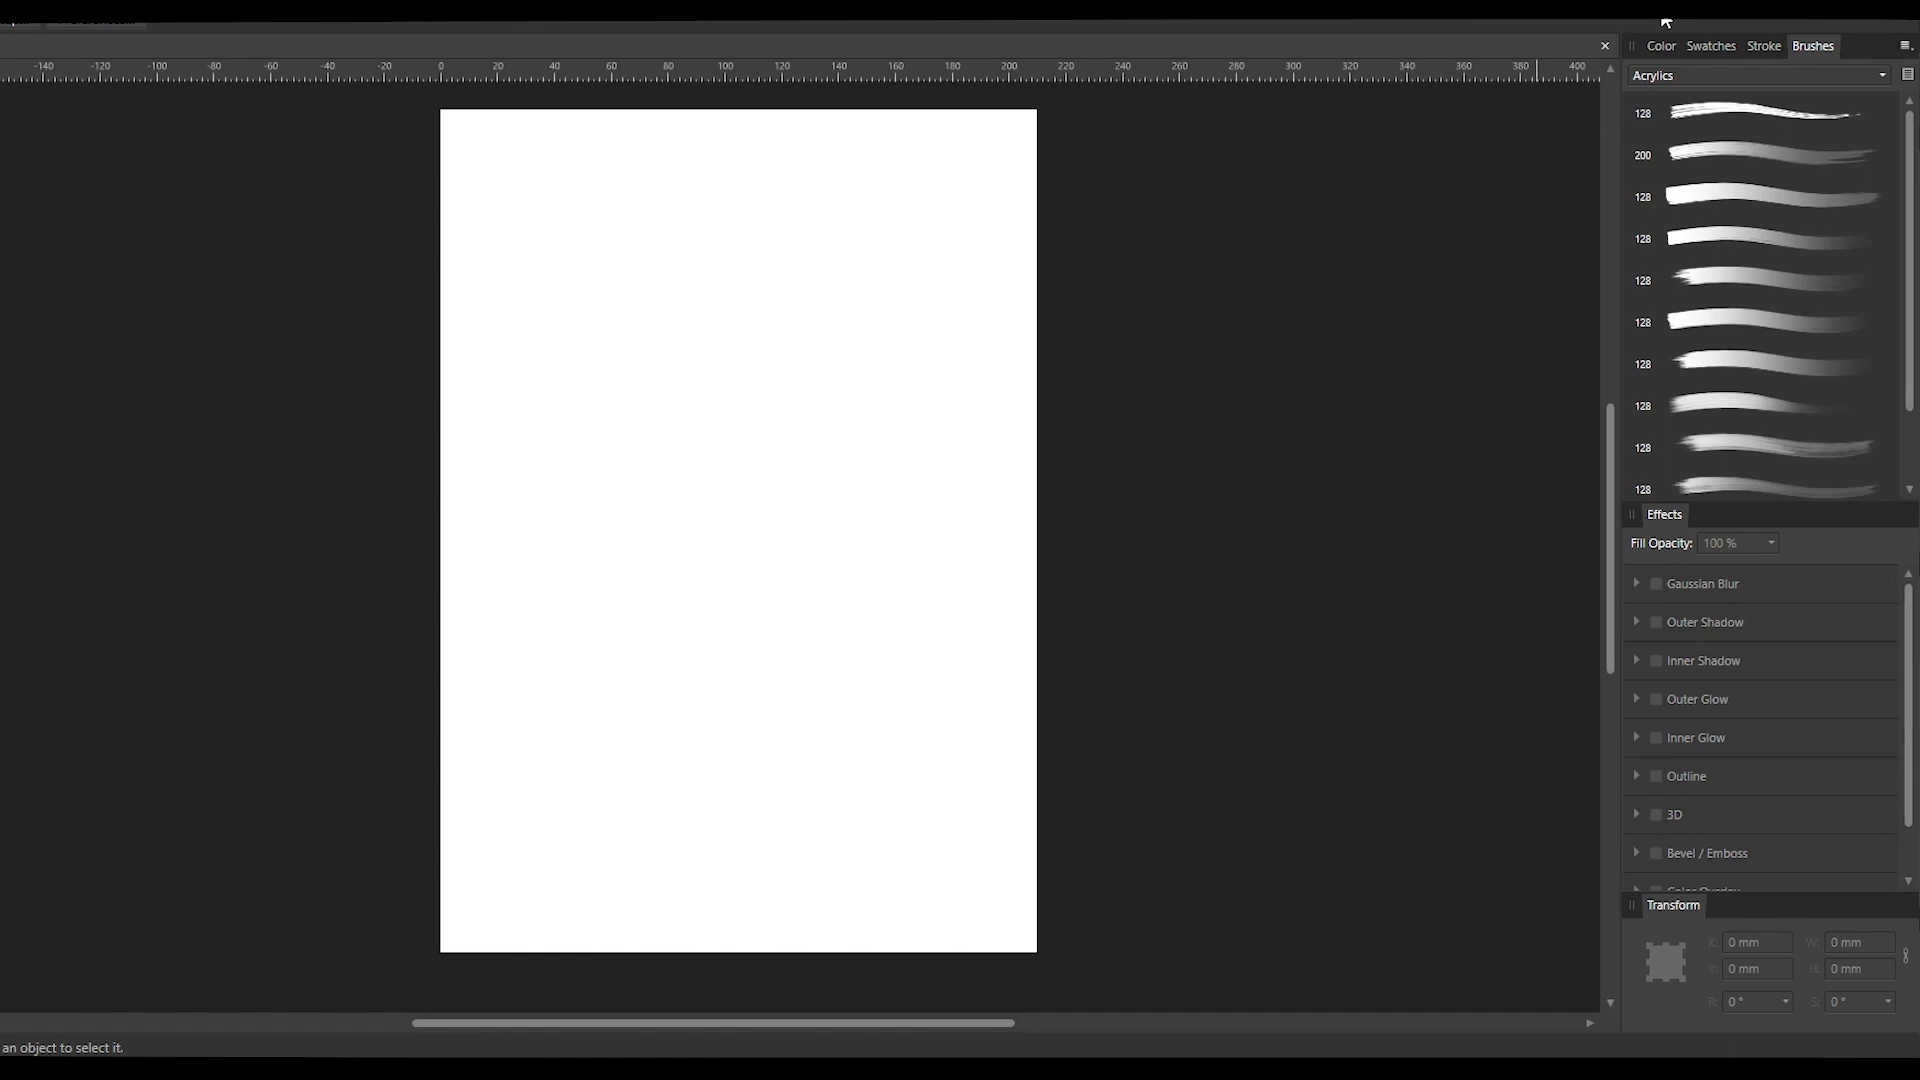 Color Swatches Stroke Brushes
-140 -120 -100 -80 -60 -40 -20 0 20 40 60 80 100 120 140 160 180 200 220 240 260 280 300 320 340 360 380 400
Acrylics
128
200
128
128
128
128
128
128
128
128
Effects
Fill Opacity: 100 %
Gaussian Blur
Outer Shadow
Inner Shadow
Outer Glow
Inner Glow
Outline
3D
Bevel / Emboss
Transform
X: 0 mm W: 0 mm
Y: 0 mm H: 0 mm
R: 0 ° S: 0 °
an object to select it.